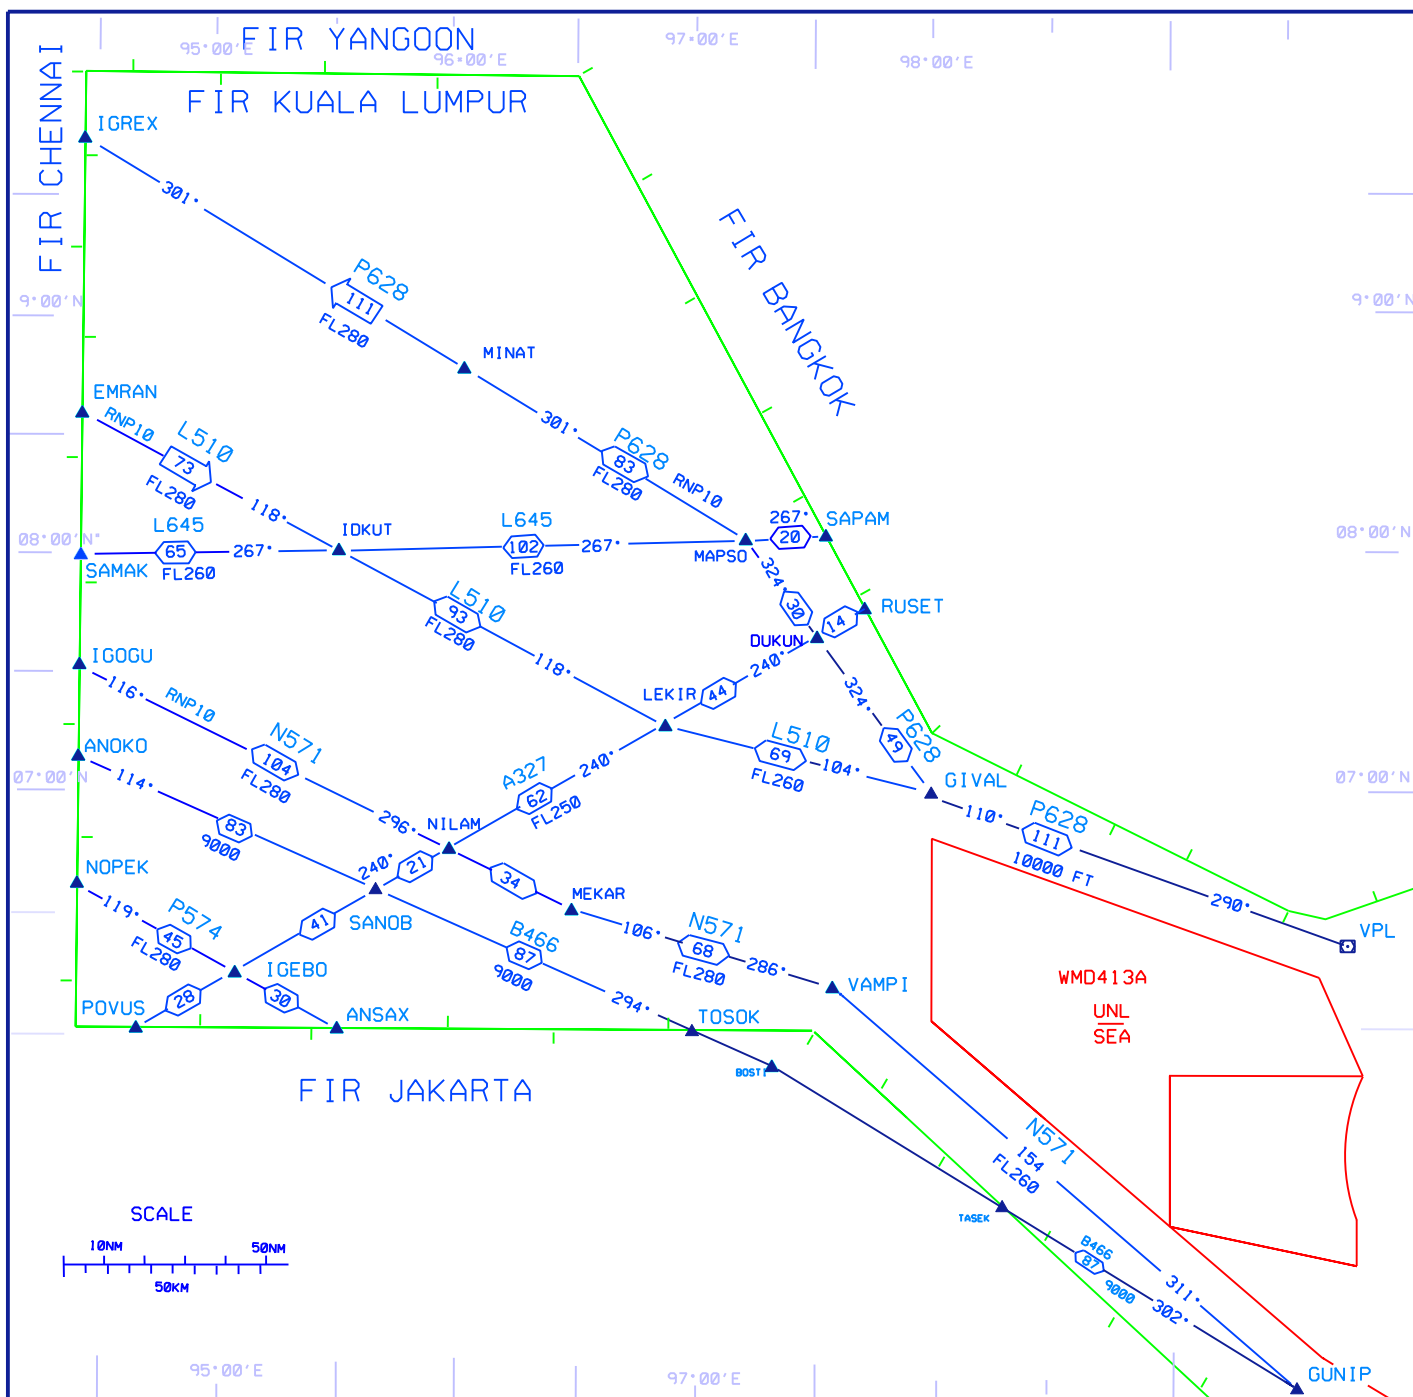 FIR YANGOON
95°00'E
96°00'E
97°00'E
98°00'E
FIR CHENNAI
FIR KUALA LUMPUR
IGREX
301°
FIR BANGKOK
P628
111
FL280
9°00'N
9°00'N
MINAT
EMRAN
RNP10
L510
73
FL280
118°
301°
P628
83
FL280
RNP10
L645
65
267°
FL260
08°00'N°
SAMAK
IDKUT
L645
102
267°
FL260
MAPSO
267°
20
SAPAM
08°00'N
324°
30
14
RUSET
DUKUN
L510
93
FL280
118°
IGOGU
116°
RNP10
LEKIR
44
240°
324°
P628
49
N571
104
FL280
ANOKO
07°00'N
114°
A327
62
FL250
240°
L510
69
FL260
104°
GIVAL
07°00'N
110°
P628
111
10000 FT
290°
VPL
83
9000
296°
NILAM
240°
21
34
MEKAR
NOPEK
119°
P574
45
FL280
41
SANOB
B466
87
9000
106°
N571
68
FL280
286°
VAMPI
WMD413A
UNL
SEA
IGEBO
POVUS
28
30
ANSAX
294°
TOSOK
BOSTI
FIR JAKARTA
N571
154
FL260
TASEK
B466
87
9000
302°
311°
GUNIP
SCALE
10NM
50NM
50KM
95°00'E
97°00'E